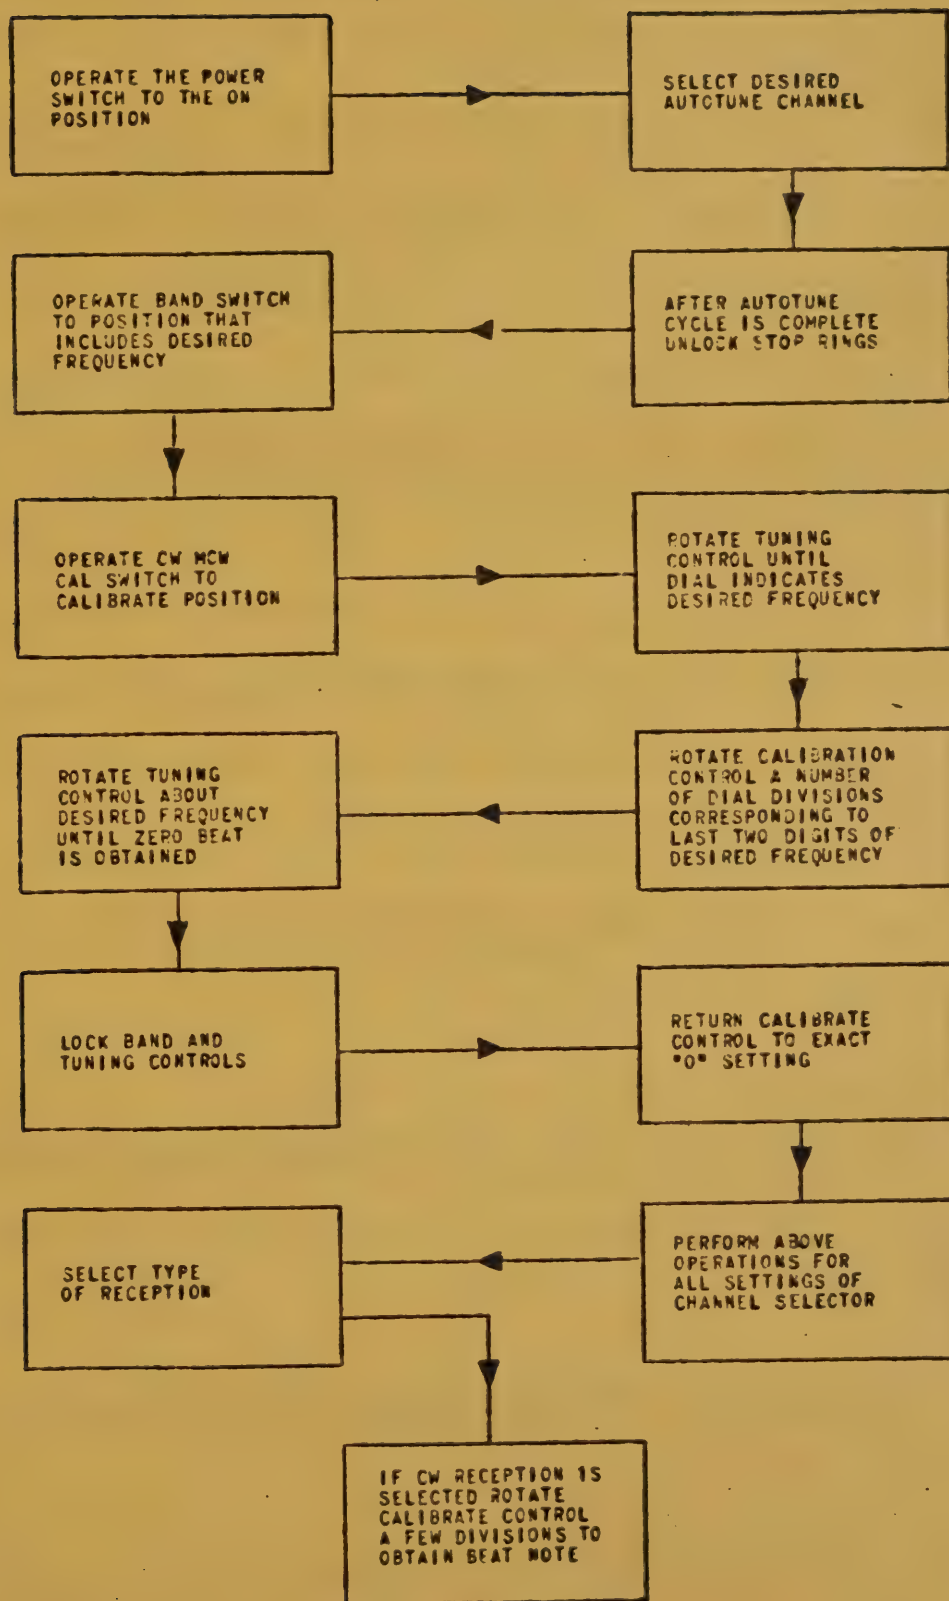 OPERATE THE POWER
SWITCH TO THE ON
POSITION
SELECT DESIRED
AUTOTUNE CHANNEL
AFTER AUTOTUNE
CYCLE IS COMPLETE
UNLOCK STOP RINGS
OPERATE BAND SWITCH
TO POSITION THAT
INCLUDES DESIRED
FREQUENCY
OPERATE CW MCW
CAL SWITCH TO
CALIBRATE POSITION
ROTATE TUNING
CONTROL UNTIL
DIAL INDICATES
DESIRED FREQUENCY
ROTATE CALIBRATION
CONTROL A NUMBER
OF DIAL DIVISIONS
CORRESPONDING TO
LAST TWO DIGITS OF
DESIRED FREQUENCY
ROTATE TUNING
CONTROL ABOUT
DESIRED FREQUENCY
UNTIL ZERO BEAT
IS OBTAINED
LOCK BAND AND
TUNING CONTROLS
RETURN CALIBRATE
CONTROL TO EXACT
"0" SETTING
PERFORM ABOVE
OPERATIONS FOR
ALL SETTINGS OF
CHANNEL SELECTOR
SELECT TYPE
OF RECEPTION
IF CW RECEPTION IS
SELECTED ROTATE
CALIBRATE CONTROL
A FEW DIVISIONS TO
OBTAIN BEAT NOTE